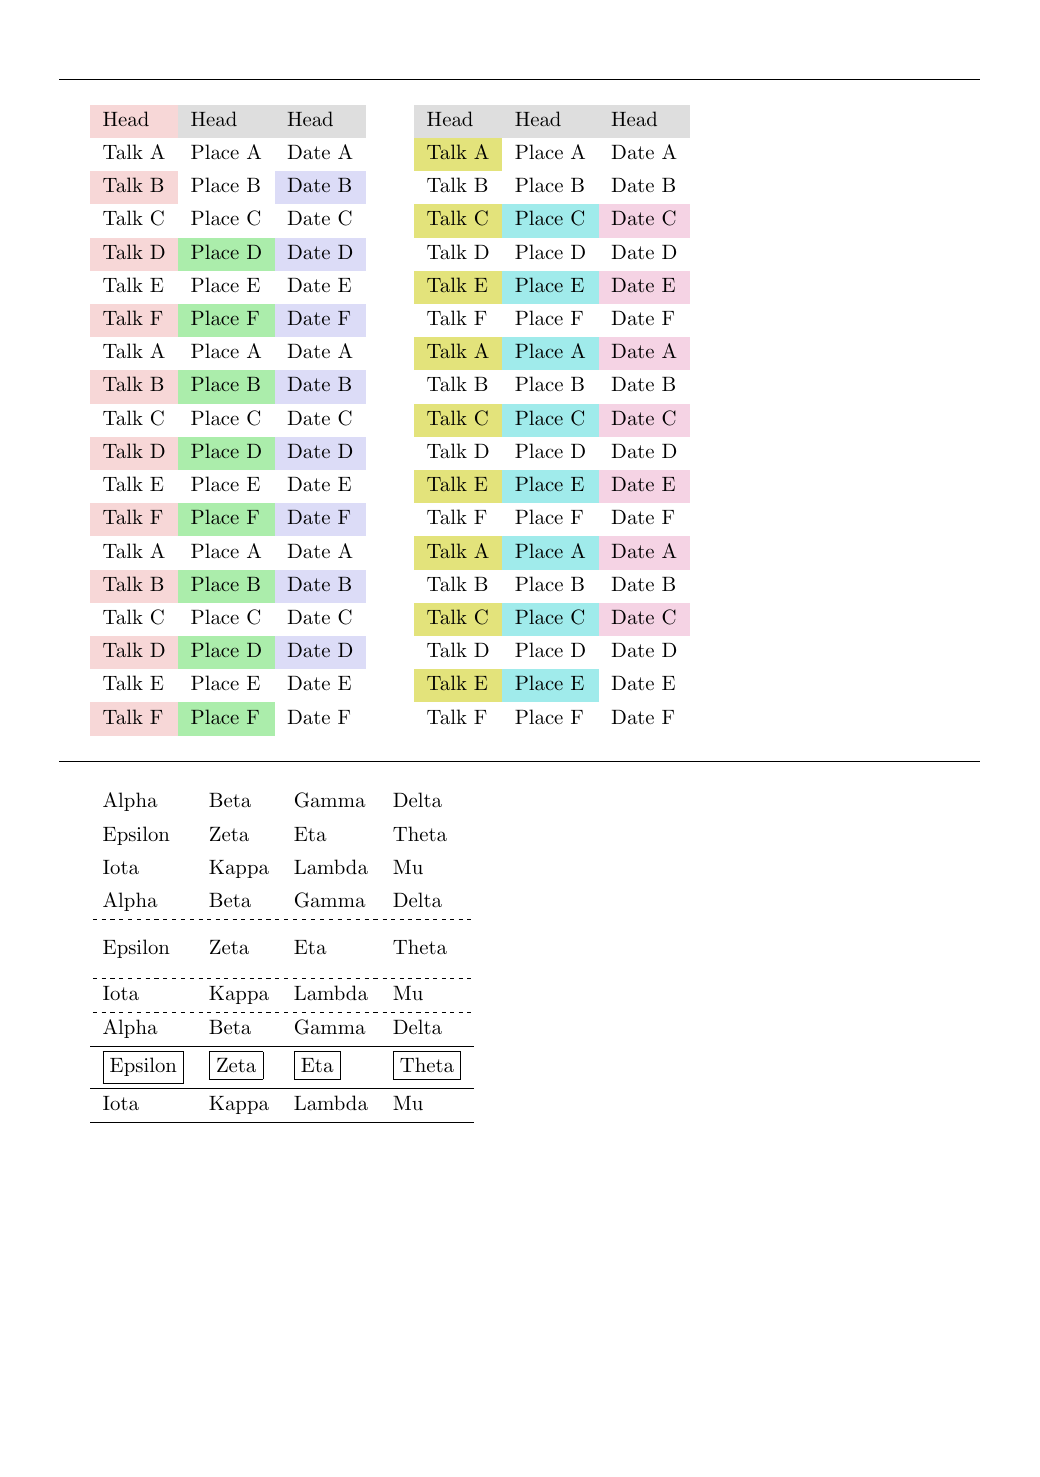 Head Head Head Head Head Head
Talk A Place A Date A Talk A Place A Date A
Talk B Place B Date B Talk B Place B Date B
Talk C Place C Date C Talk C Place C Date C
Talk D Place D Date D Talk D Place D Date D
Talk E Place E Date E Talk E Place E Date E
Talk F Place F Date F Talk F Place F Date F
Talk A Place A Date A Talk A Place A Date A
Talk B Place B Date B Talk B Place B Date B
Talk C Place C Date C Talk C Place C Date C
Talk D Place D Date D Talk D Place D Date D
Talk E Place E Date E Talk E Place E Date E
Talk F Place F Date F Talk F Place F Date F
Talk A Place A Date A Talk A Place A Date A
Talk B Place B Date B Talk B Place B Date B
Talk C Place C Date C Talk C Place C Date C
Talk D Place D Date D Talk D Place D Date D
Talk E Place E Date E Talk E Place E Date E
Talk F Place F Date F Talk F Place F Date F
Alpha Beta Gamma Delta
Epsilon Zeta Eta Theta
Iota Kappa Lambda Mu
Alpha Beta Gamma Delta
Epsilon Zeta Eta Theta
Iota Kappa Lambda Mu
Alpha Beta Gamma Delta
Epsilon Zeta Eta Theta
Iota Kappa Lambda Mu